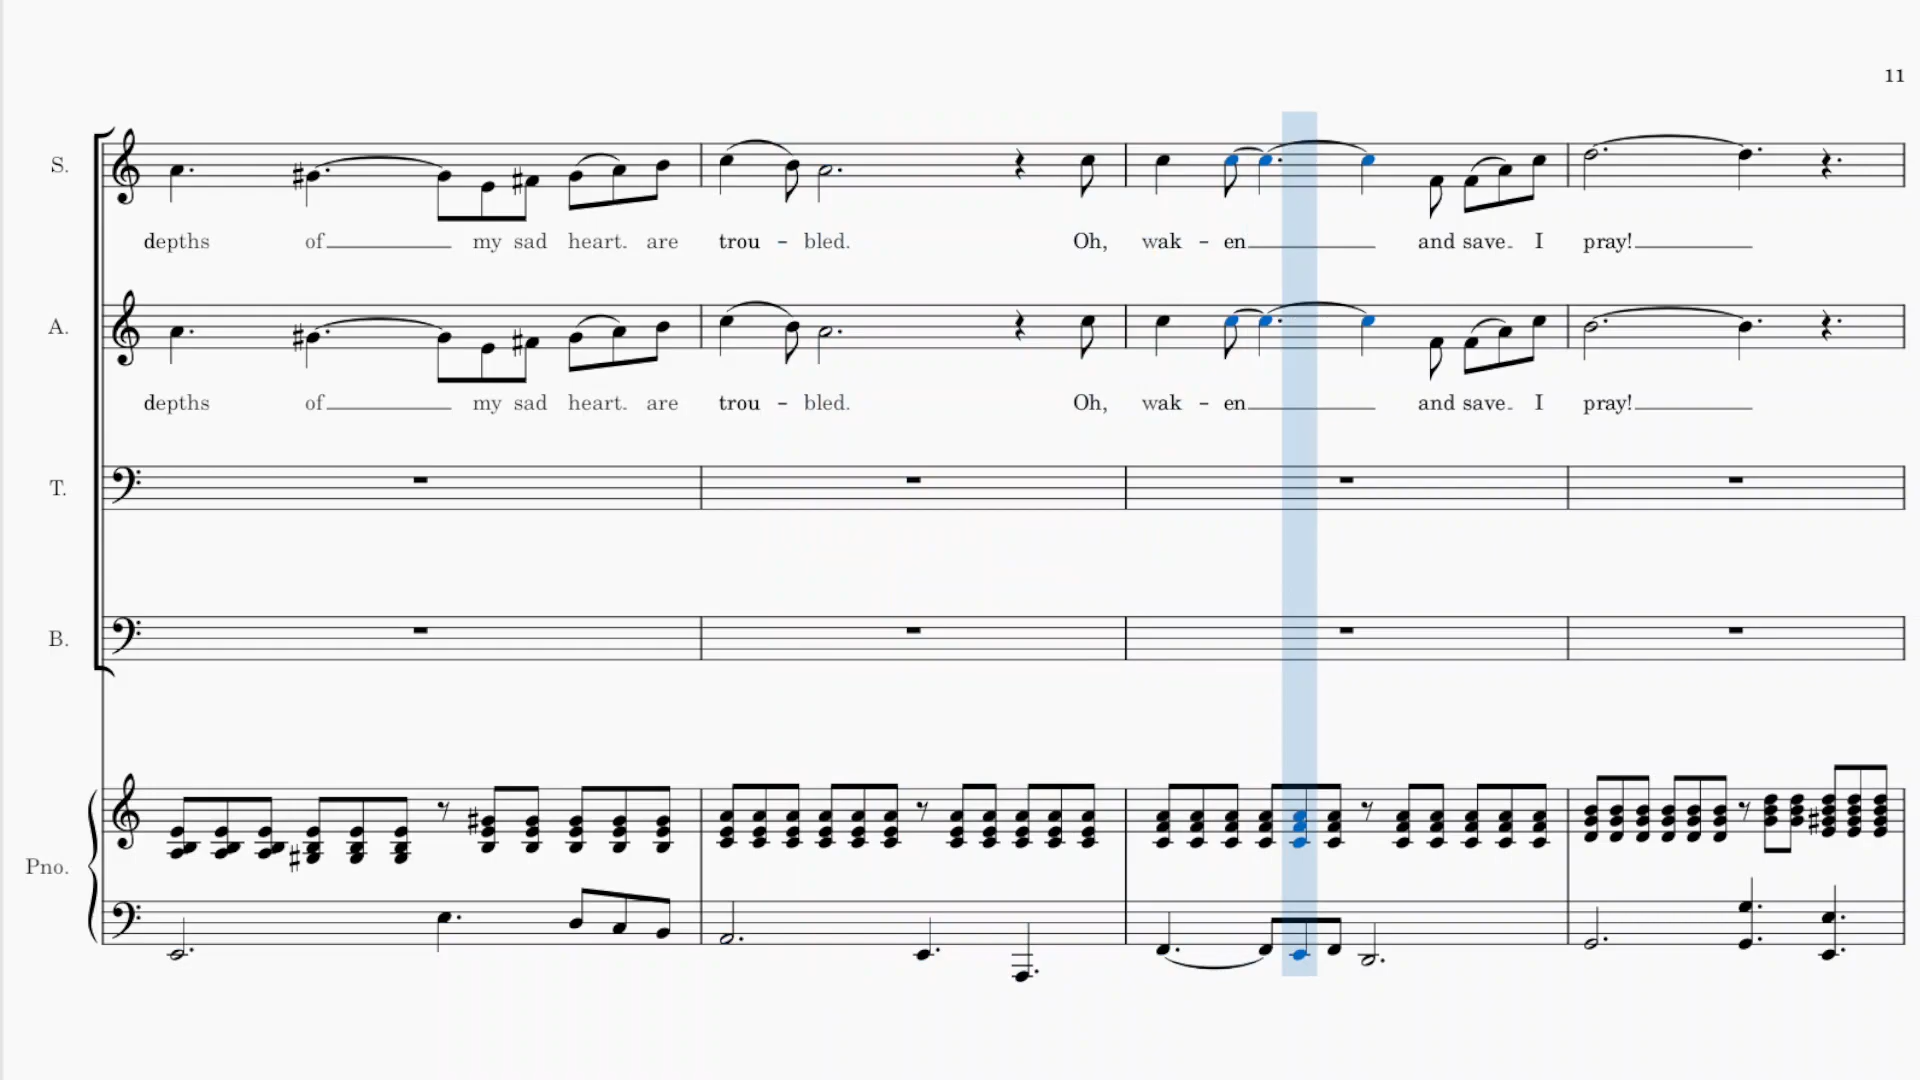 11
S.
depths of my sad heart. are trou - bled. Oh, wak - en and save. I pray!
A.
depths of my sad heart. are trou - bled. Oh, wak - en and save. I pray!
T.
B.
Pno.